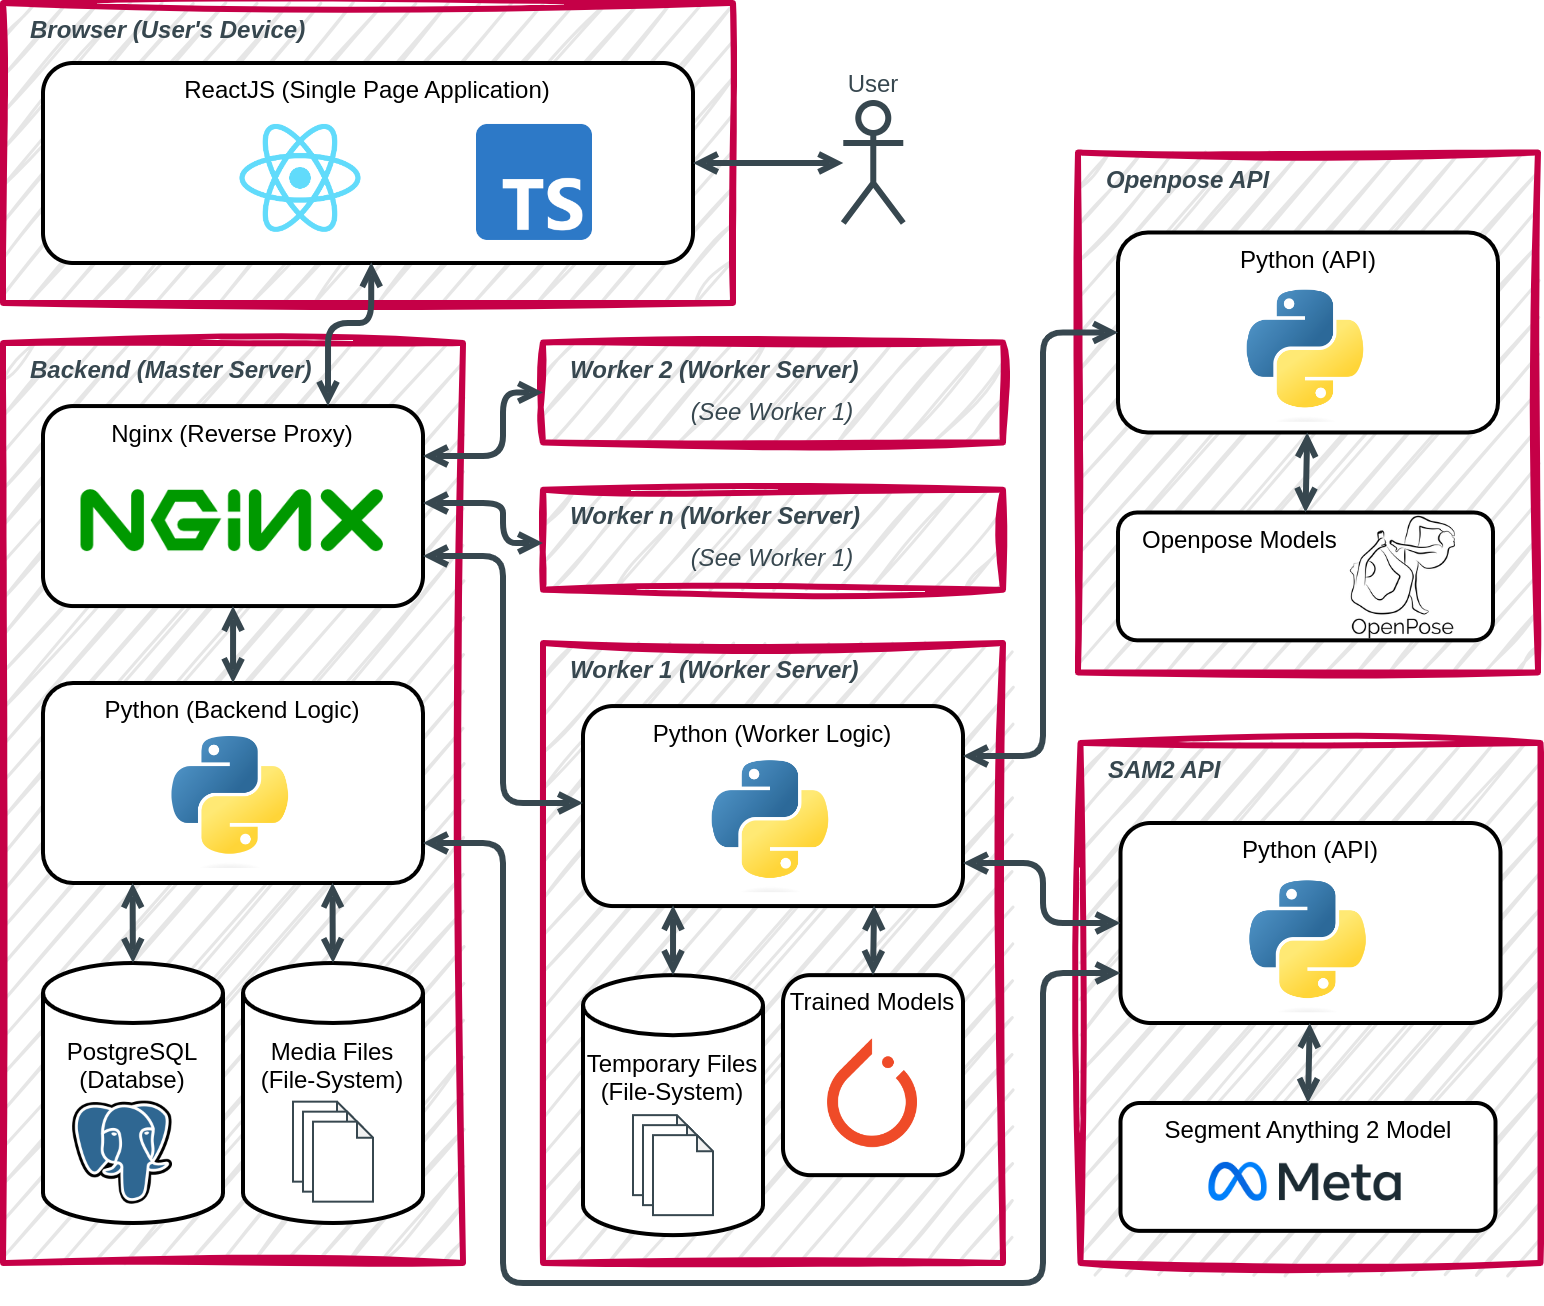 Browser (User's Device)
ReactJS (Single Page Application)
TS
User
Openpose API
Python (API)
Openpose Models
OpenPose
Backend (Master Server)
Nginx (Reverse Proxy)
NGiNX
Python (Backend Logic)
PostgreSQL
(Databse)
Media Files
(File-System)
Worker 2 (Worker Server)
(See Worker 1)
Worker n (Worker Server)
(See Worker 1)
Worker 1 (Worker Server)
Python (Worker Logic)
Temporary Files
(File-System)
Trained Models
SAM2 API
Python (API)
Segment Anything 2 Model
Meta